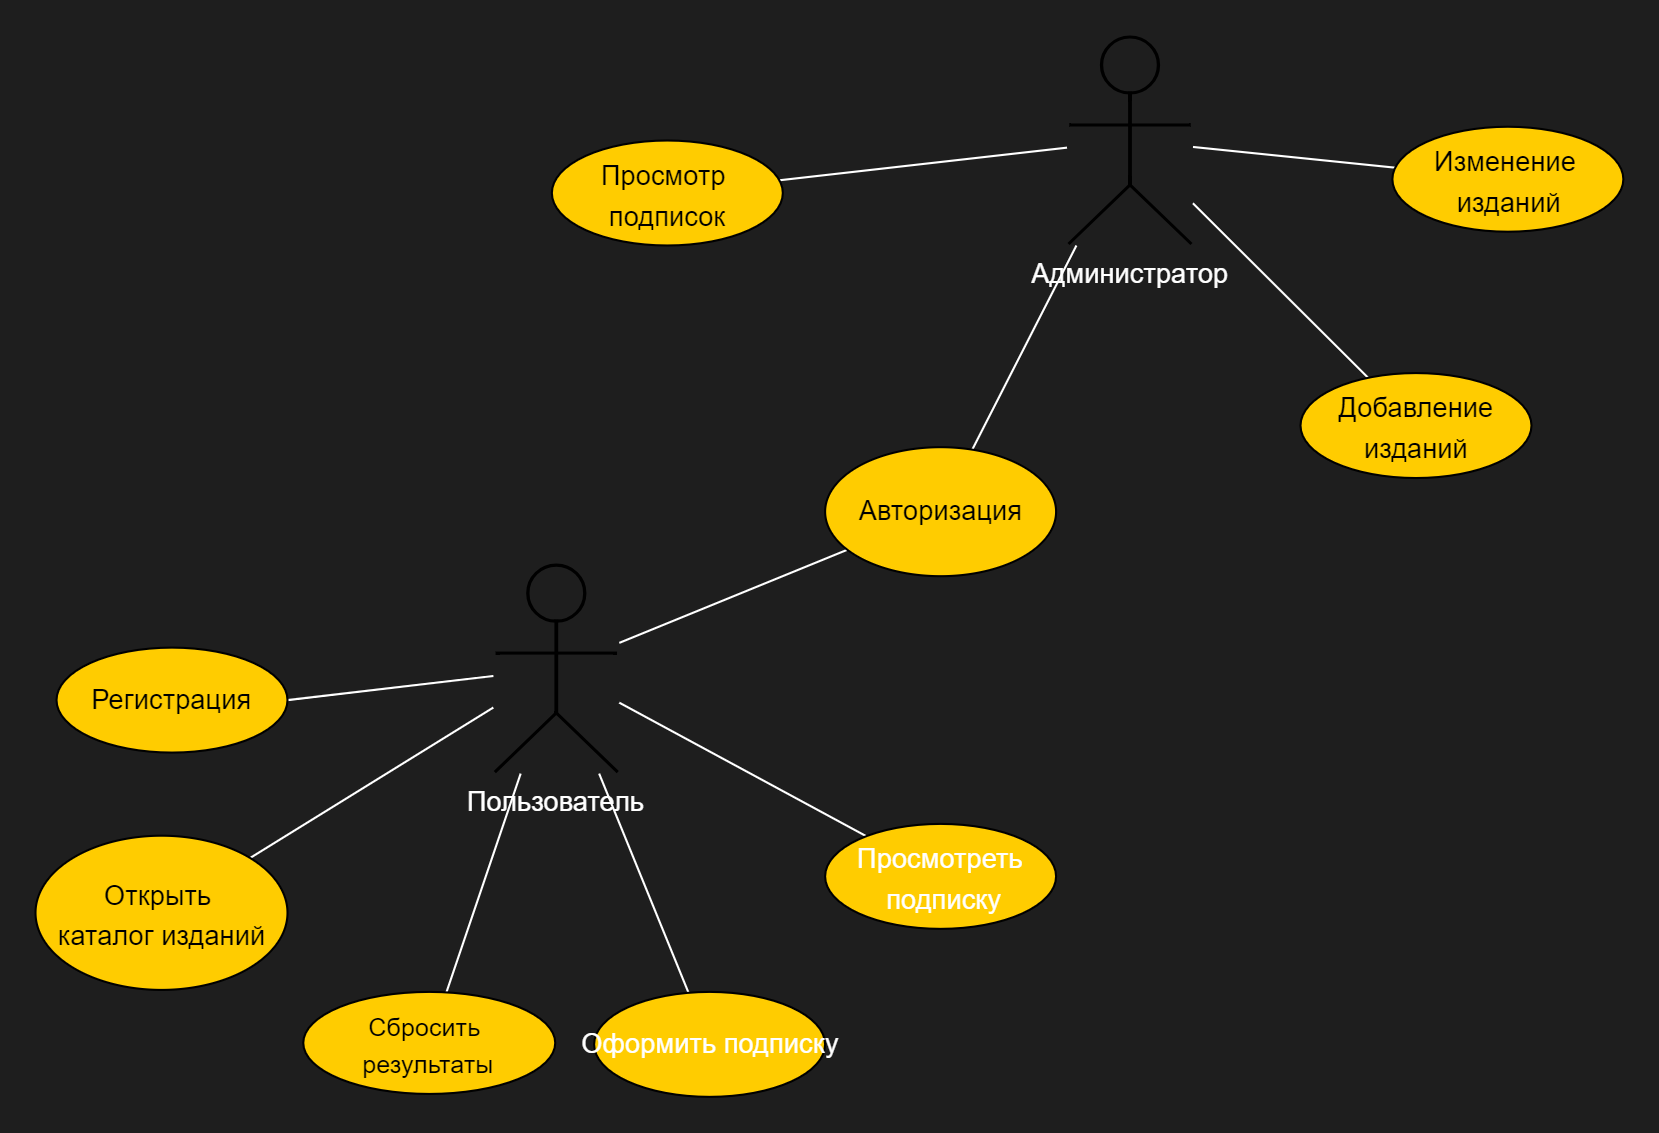 Просмотр
подписок
Изменение
изданий
Администратор
Добавление
изданий
Авторизация
Регистрация
Пользователь
Просмотреть
подписку
Открыть
каталог изданий
Сбросить
результаты
Оформить подписку